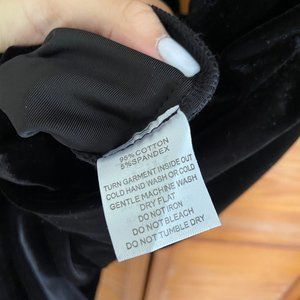 95%COTTON
5%SPANDEX
TURN GARMENT INSIDE OUT
COLD HAND WASH OR COLD
GENTLE MACHINE WASH
DRY FLAT
DO NOT IRON
DO NOT BLEACH
DO NOT TUMBLE DRY